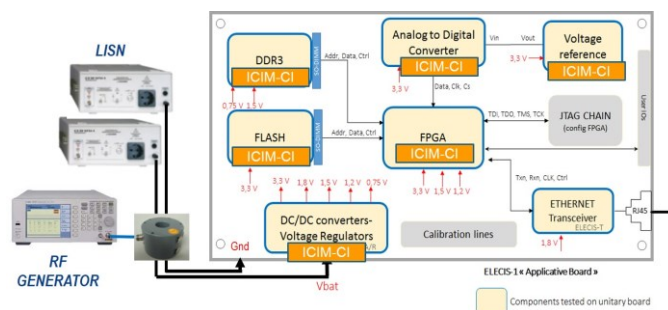 LISN
RF
GENERATOR
Gnd
Vbat
DDR3
ICIM-CI
0,75 V
1,5 V
Addr, Data, Ctrl
FLASH
ICIM-CI
3,3 V
Addr, Data, Ctrl
Analog to Digital
Converter
ICIM-CI
3,3 V
Data, Clk, Cs
Vin
Vout
Voltage
reference
ICIM-CI
3,3 V
FPGA
ICIM-CI
3,3 V
1,5 V
1,2 V
TDI, TDO, TMS, TCX
JTAG CHAIN
(config FPGA)
User IOs
Txn, Rxn, CLK, Ctrl
ETHERNET
Transceiver
ELECIS-T
1,8 V
RJ45
3,3 V
1,8 V
1,5 V
1,2 V
0,75 V
DC/DC converters-
Voltage Regulators
A/R
ICIM-CI
Calibration lines
ELECIS-1 « Applicative Board »
Components tested on unitary board